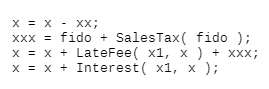 x = x - xx;
xxx = fido + SalesTax( fido );
x = x + LateFee( x1, x ) + xxx;
x = x + Interest( x1, x );